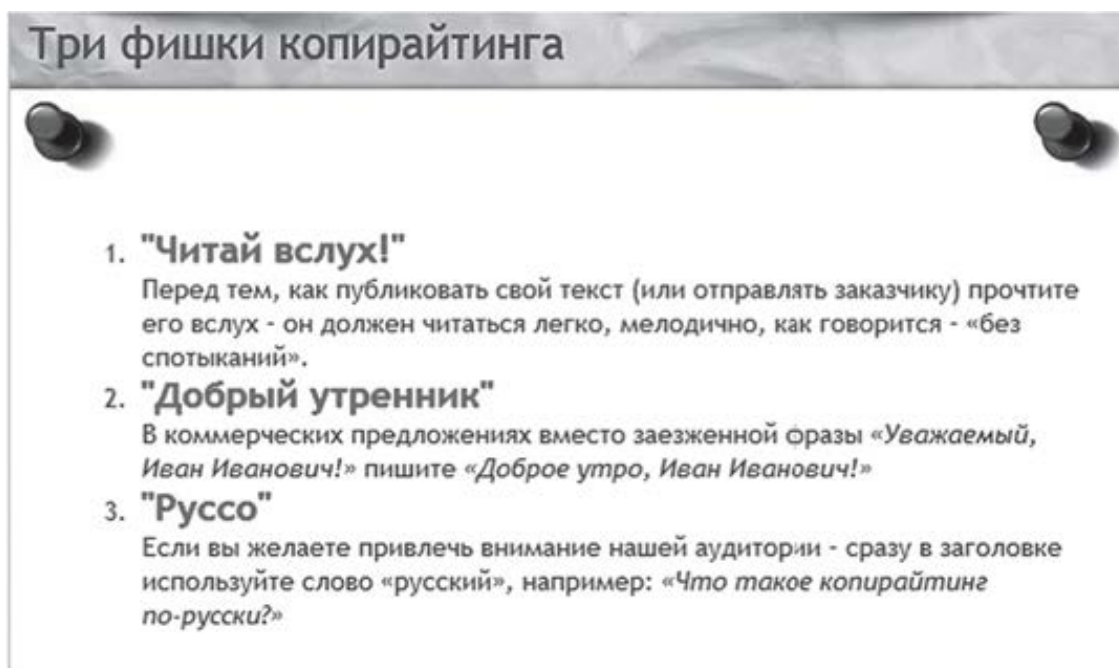 Три фишки копирайтинга
1. "Читай вслух!"
Перед тем, как публиковать свой текст (или отправлять заказчику) прочтите
его вслух - он должен читаться легко, мелодично, как говорится - «без
спотыканий».
2. "Добрый утренник"
В коммерческих предложениях вместо заезженной фразы «Уважаемый,
Иван Иванович!» пишите «Доброе утро, Иван Иванович!»
3. "Руссо"
Если вы желаете привлечь внимание нашей аудитории - сразу в заголовке
используйте слово «русский», например: «Что такое копирайтинг
по-русски?»